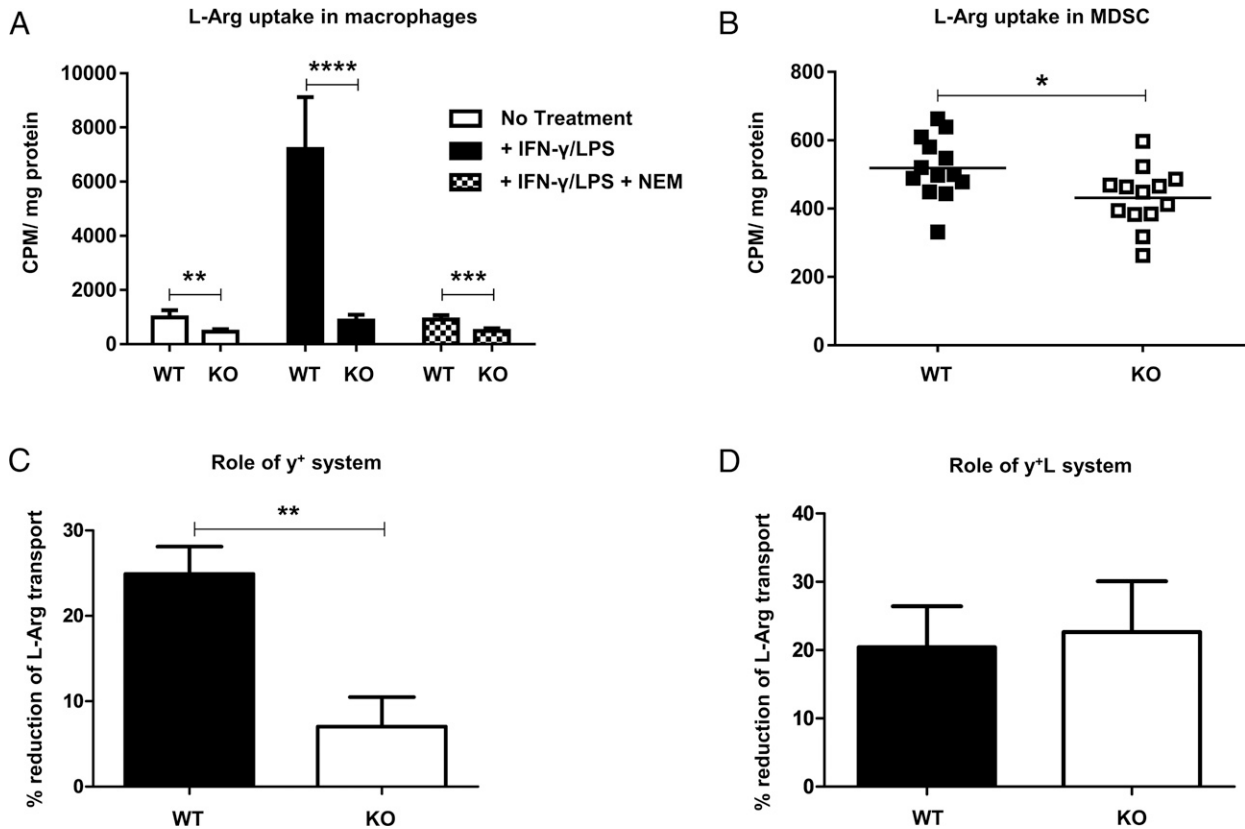 A
L-Arg uptake in macrophages
CPM/ mg protein
10000
8000
6000
4000
2000
0
****
**
***
No Treatment
+ IFN-γ/LPS
+ IFN-γ/LPS + NEM
WT KO WT KO WT KO
B
L-Arg uptake in MDSC
CPM/ mg protein
800
600
400
200
0
*
WT KO
C
Role of y⁺ system
% reduction of L-Arg transport
30
20
10
0
**
WT KO
D
Role of y⁺L system
% reduction of L-Arg transport
40
30
20
10
0
WT KO